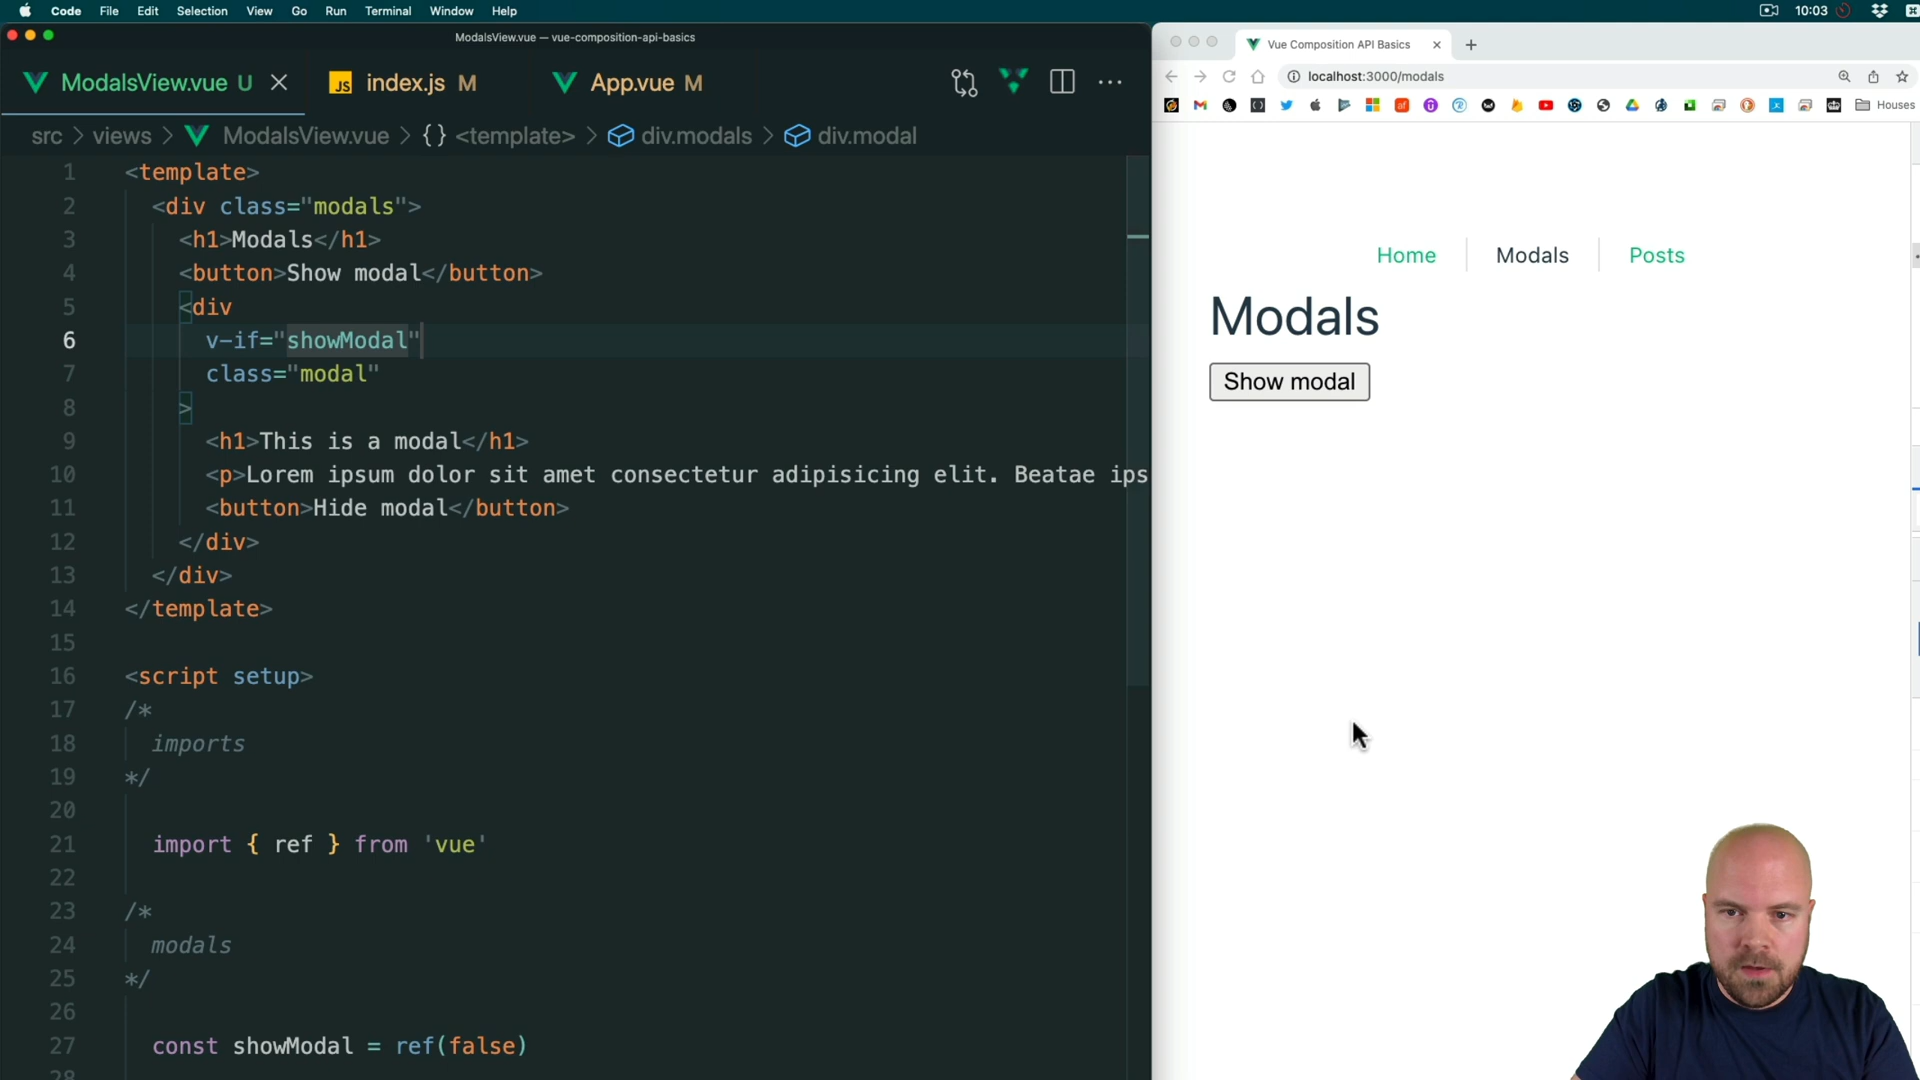 Code File Edit Selection View Go Run Terminal Window Help 10:03
ModalsView.vue — vue-composition-api-basics
ModalsView.vue U
JS index.js M
App.vue M
src > views > ModalsView.vue > {} <template> > div.modals > div.modal
1 <template>
2 <div class="modals">
3 <h1>Modals</h1>
4 <button>Show modal</button>
5 <div
6 v-if="showModal"
7 class="modal"
8 >
9 <h1>This is a modal</h1>
10 <p>Lorem ipsum dolor sit amet consectetur adipisicing elit. Beatae ips
11 <button>Hide modal</button>
12 </div>
13 </div>
14 </template>
15
16 <script setup>
17 /*
18 imports
19 */
20
21 import { ref } from 'vue'
22
23 /*
24 modals
25 */
26
27 const showModal = ref(false)
28
Vue Composition API Basics
localhost:3000/modals
Houses
Home
Modals
Posts
Modals
Show modal